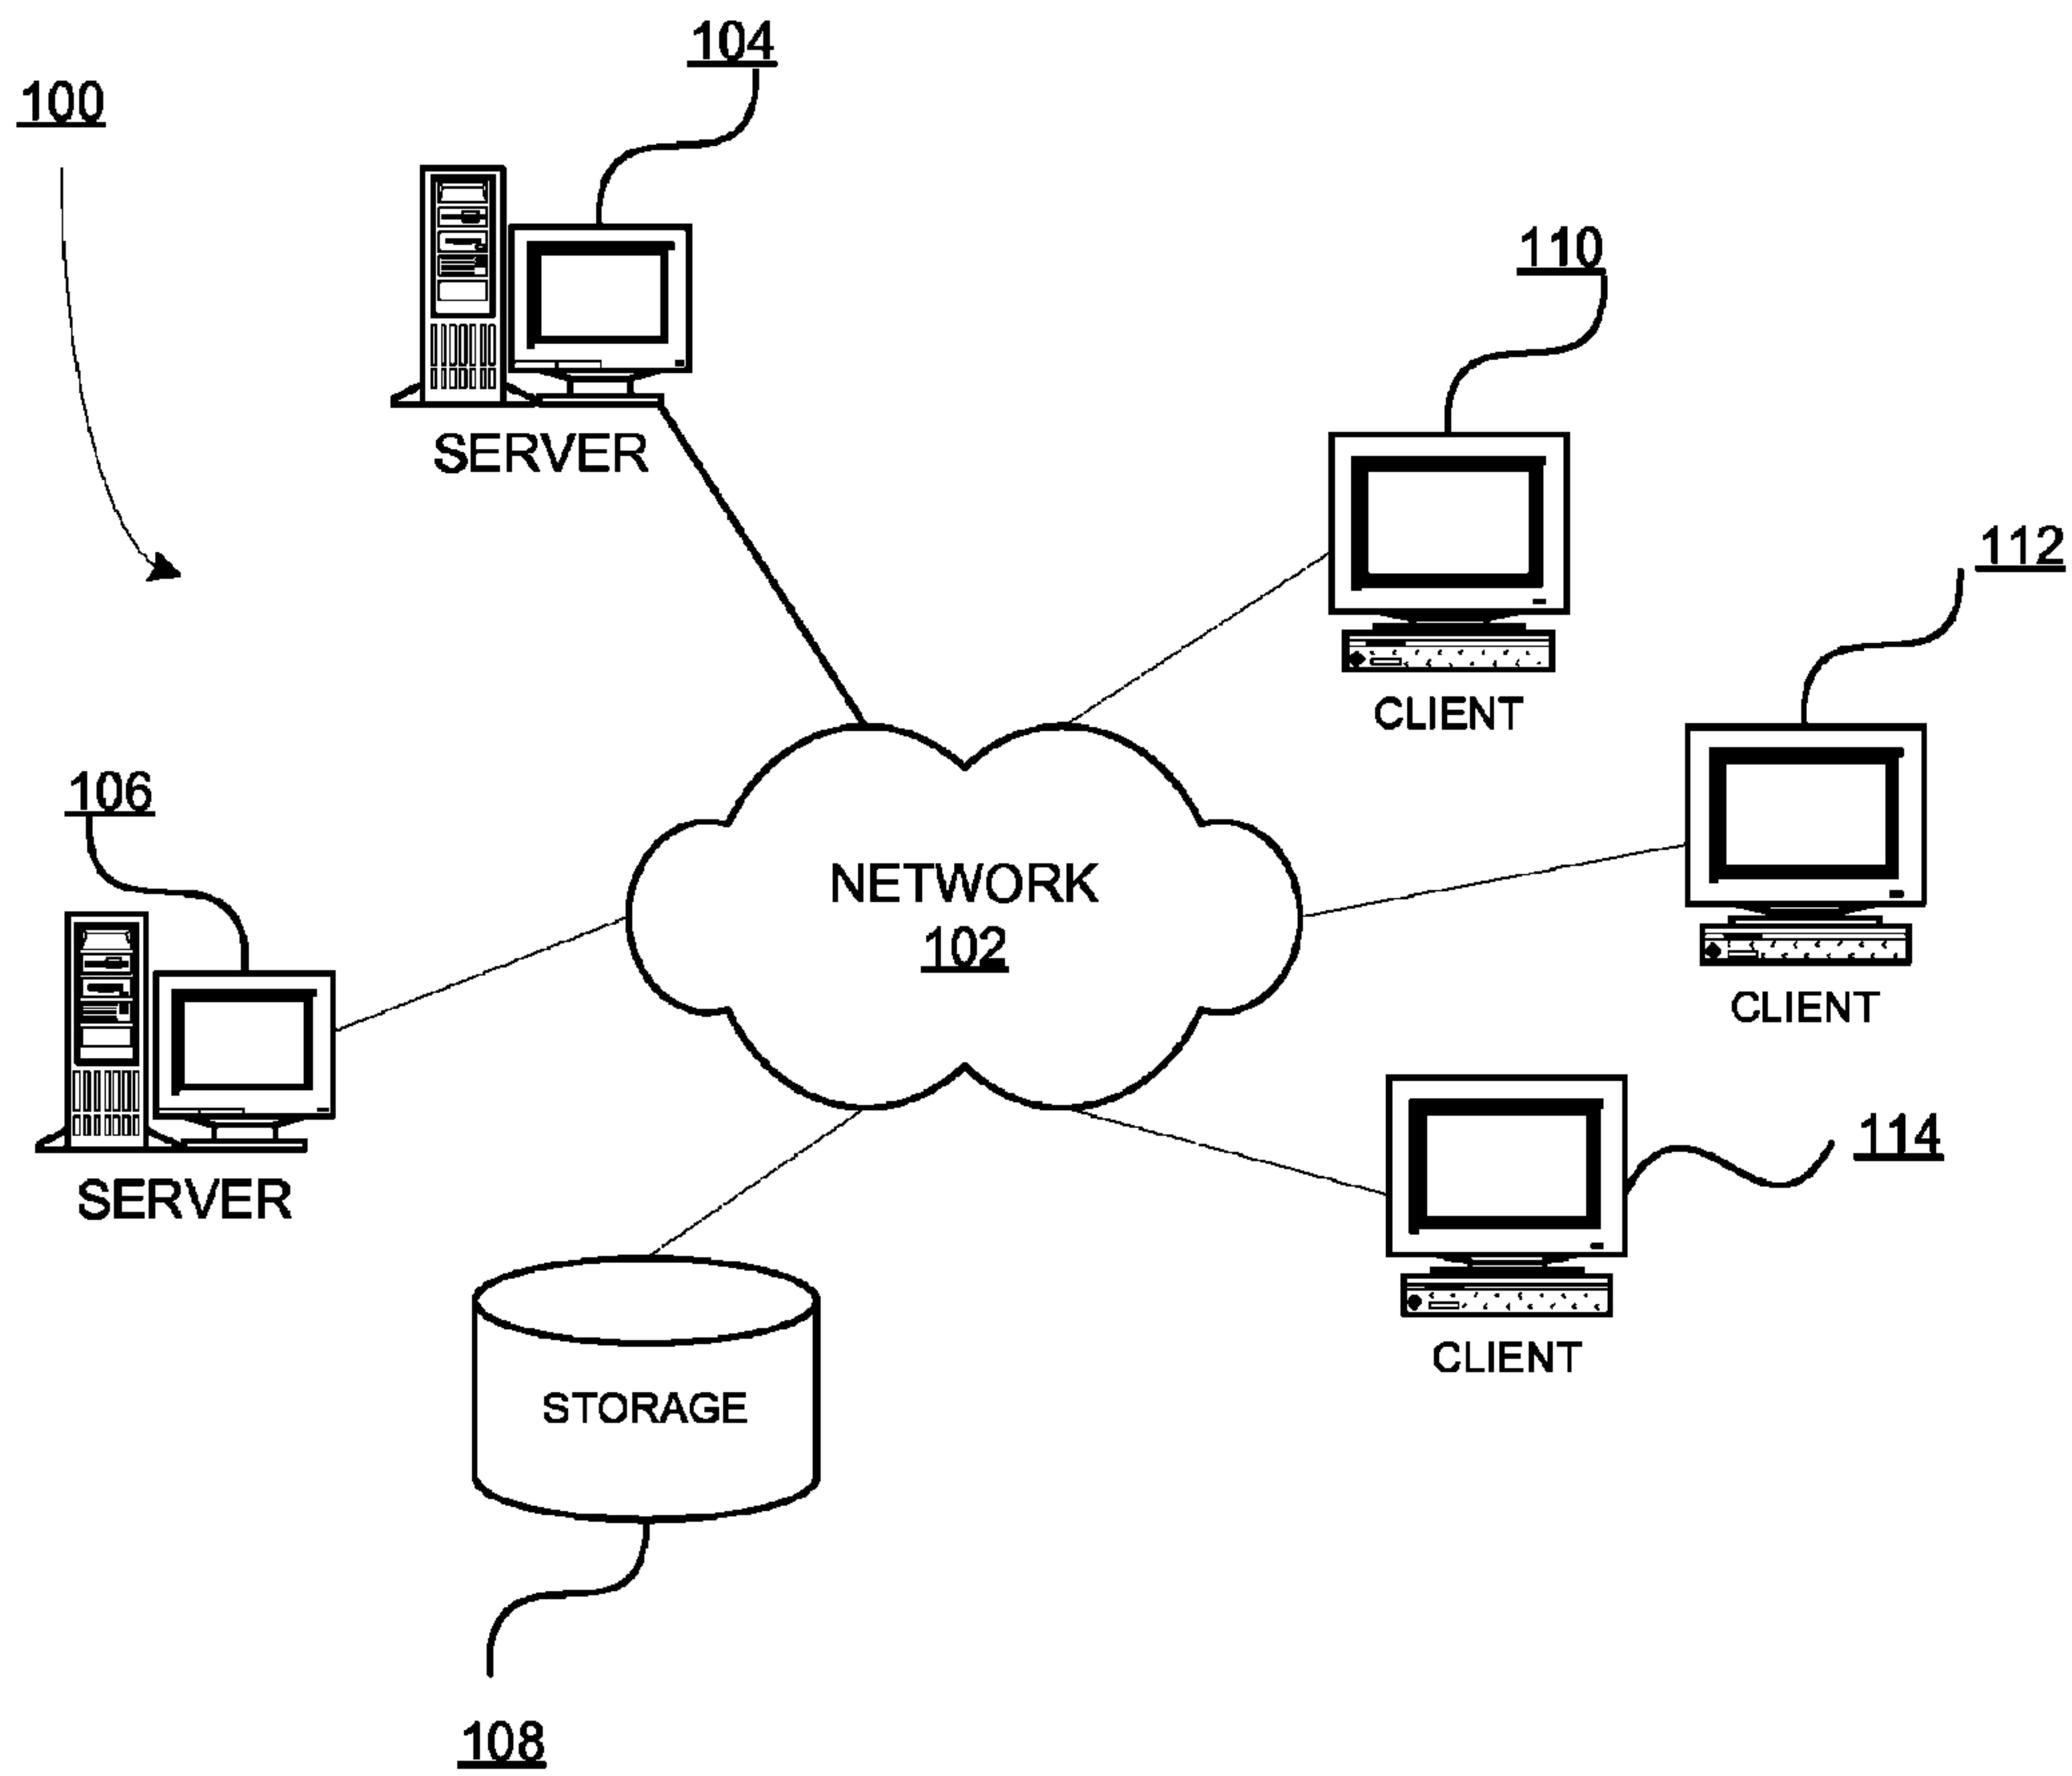 104
100
110
SERVER
112
CLIENT
106
NETWORK
102
CLIENT
114
SERVER
CLIENT
STORAGE
108